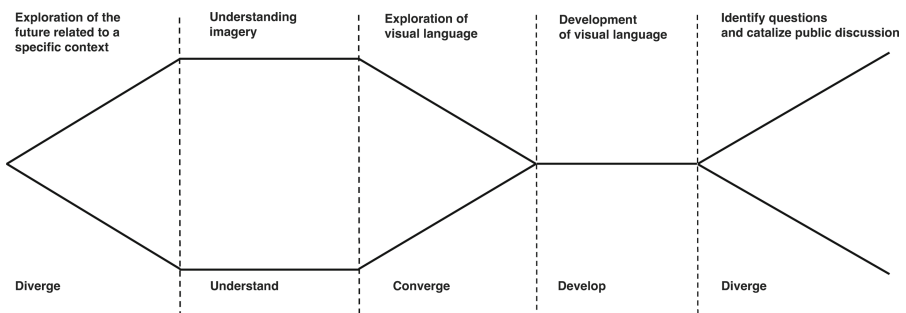 Exploration of the
future related to a
specific context
Understanding
imagery
Exploration of
visual language
Development
of visual language
Identify questions
and catalize public discussion
Diverge
Understand
Converge
Develop
Diverge